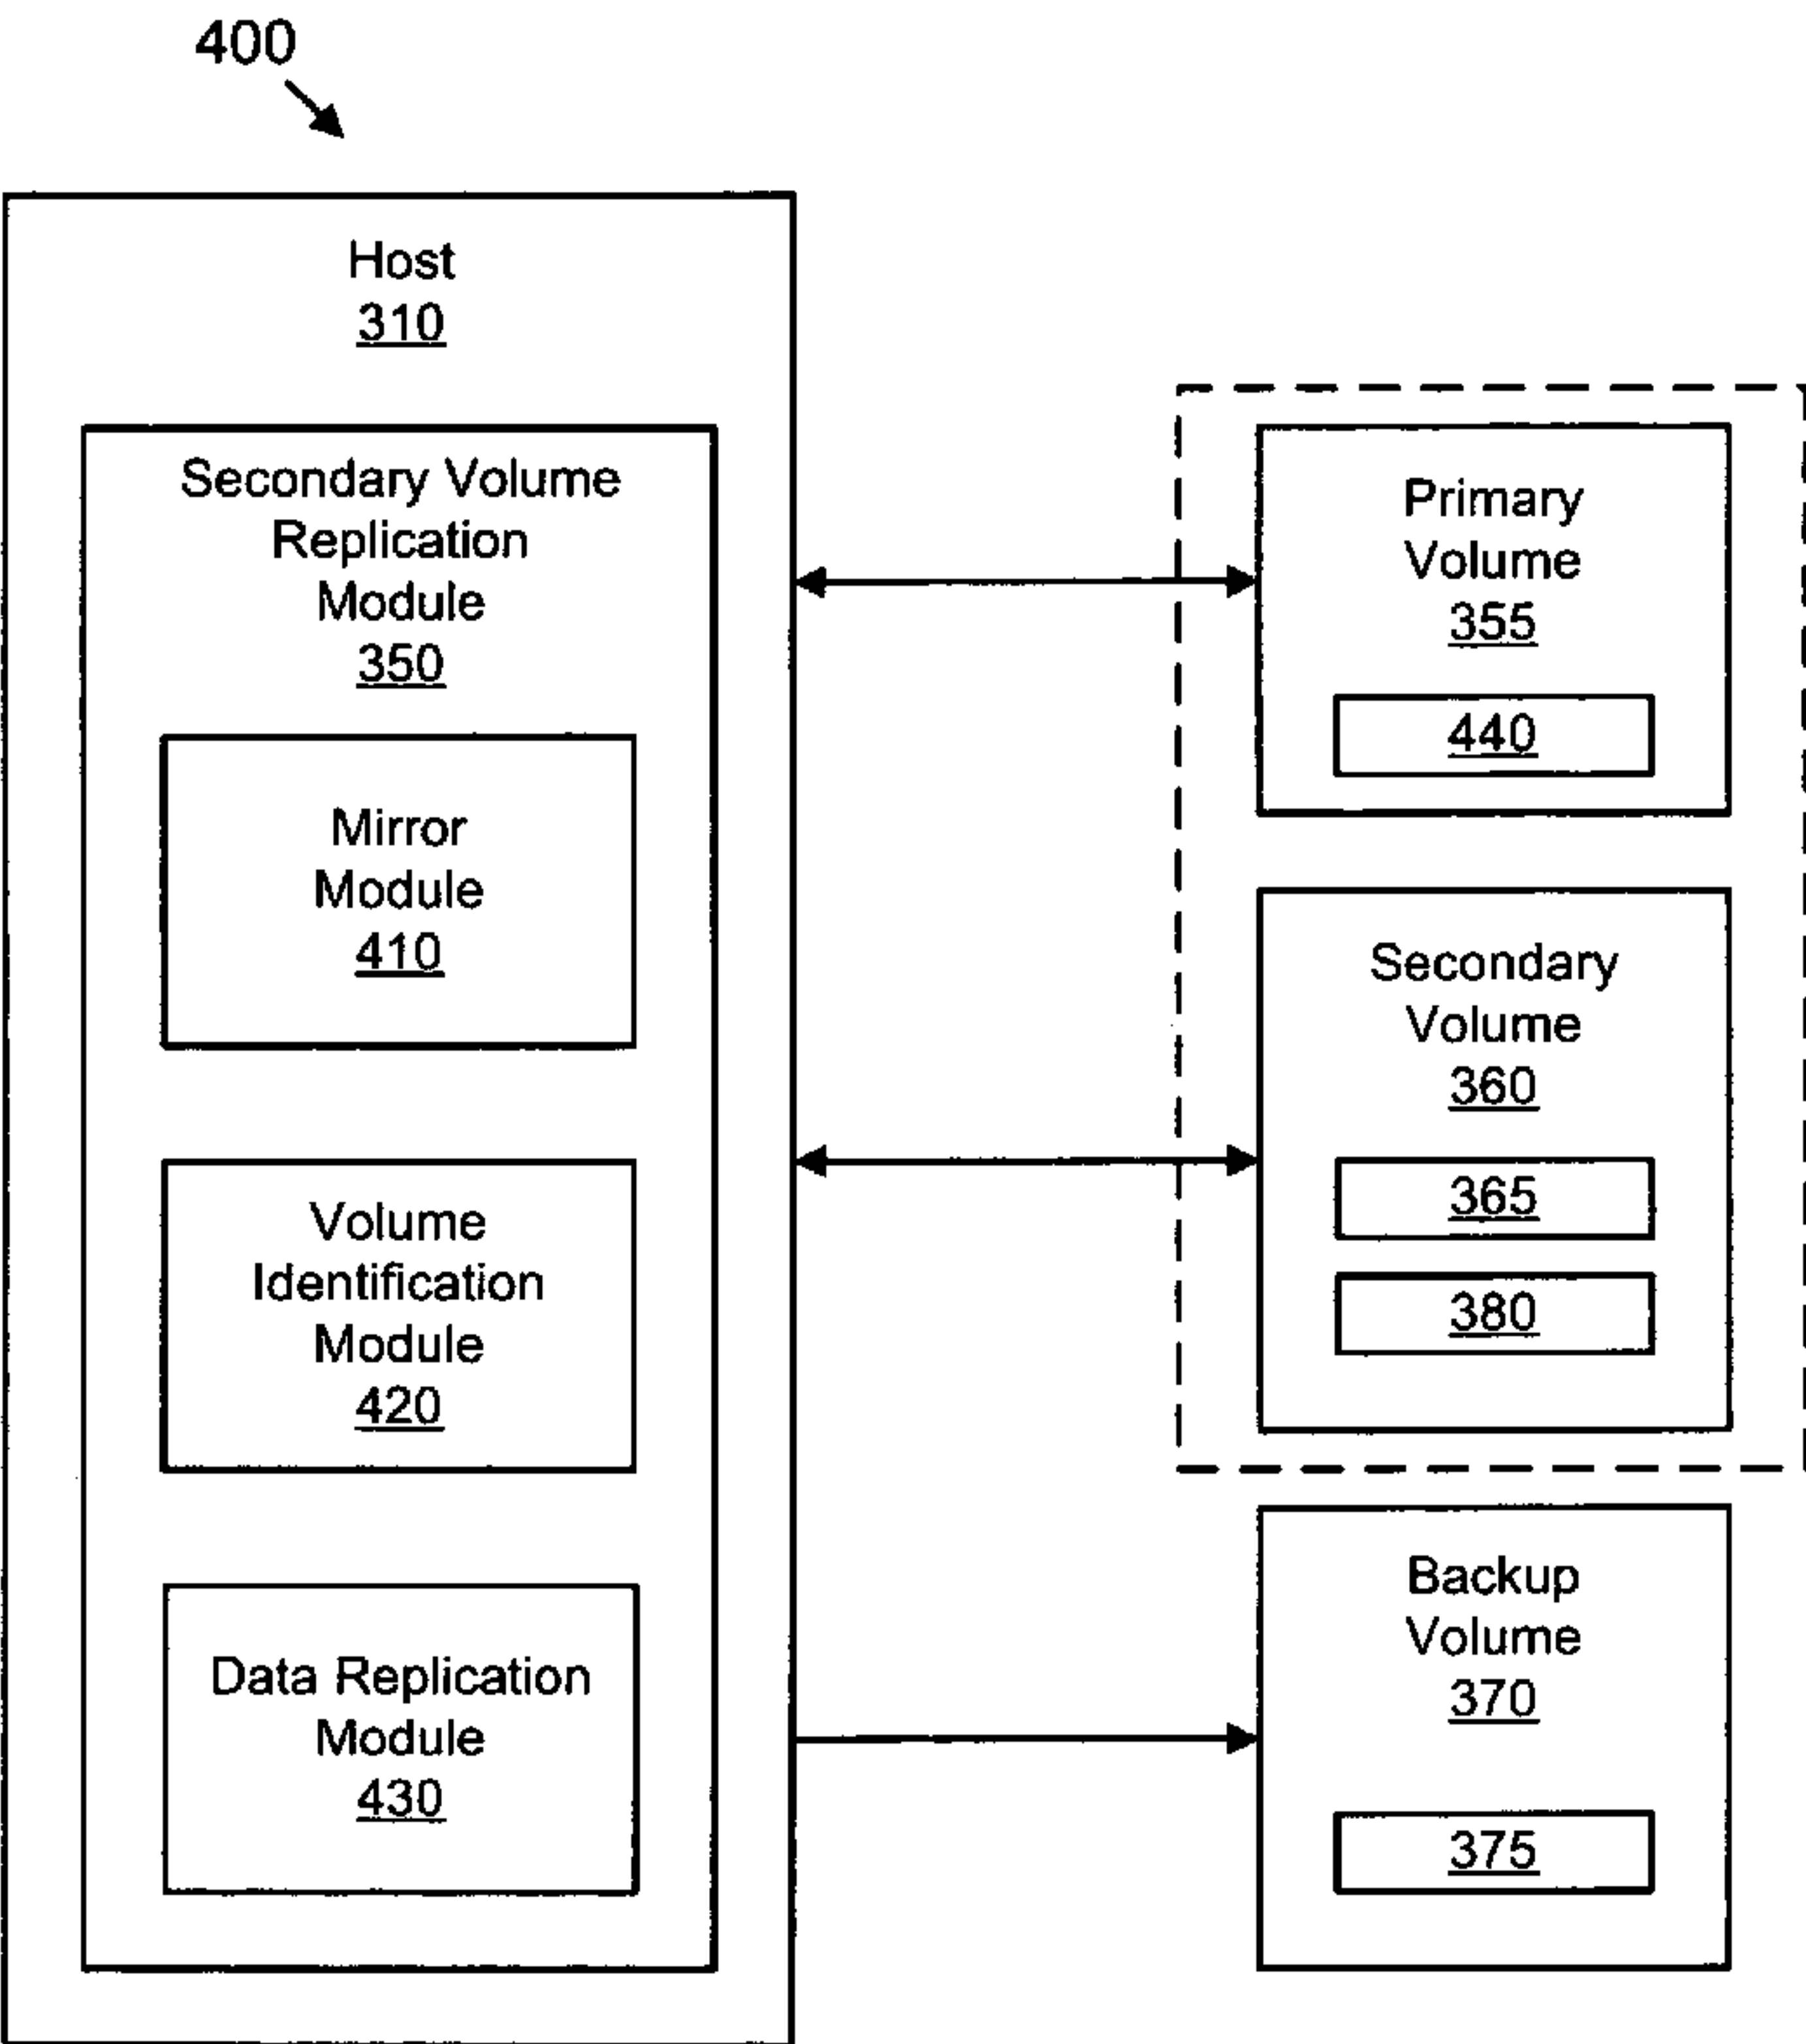 400
Host
310
Secondary Volume
Replication
Module
350
Mirror
Module
410
Volume
Identification
Module
420
Data Replication
Module
430
Primary
Volume
355
440
Secondary
Volume
360
365
380
Backup
Volume
370
375